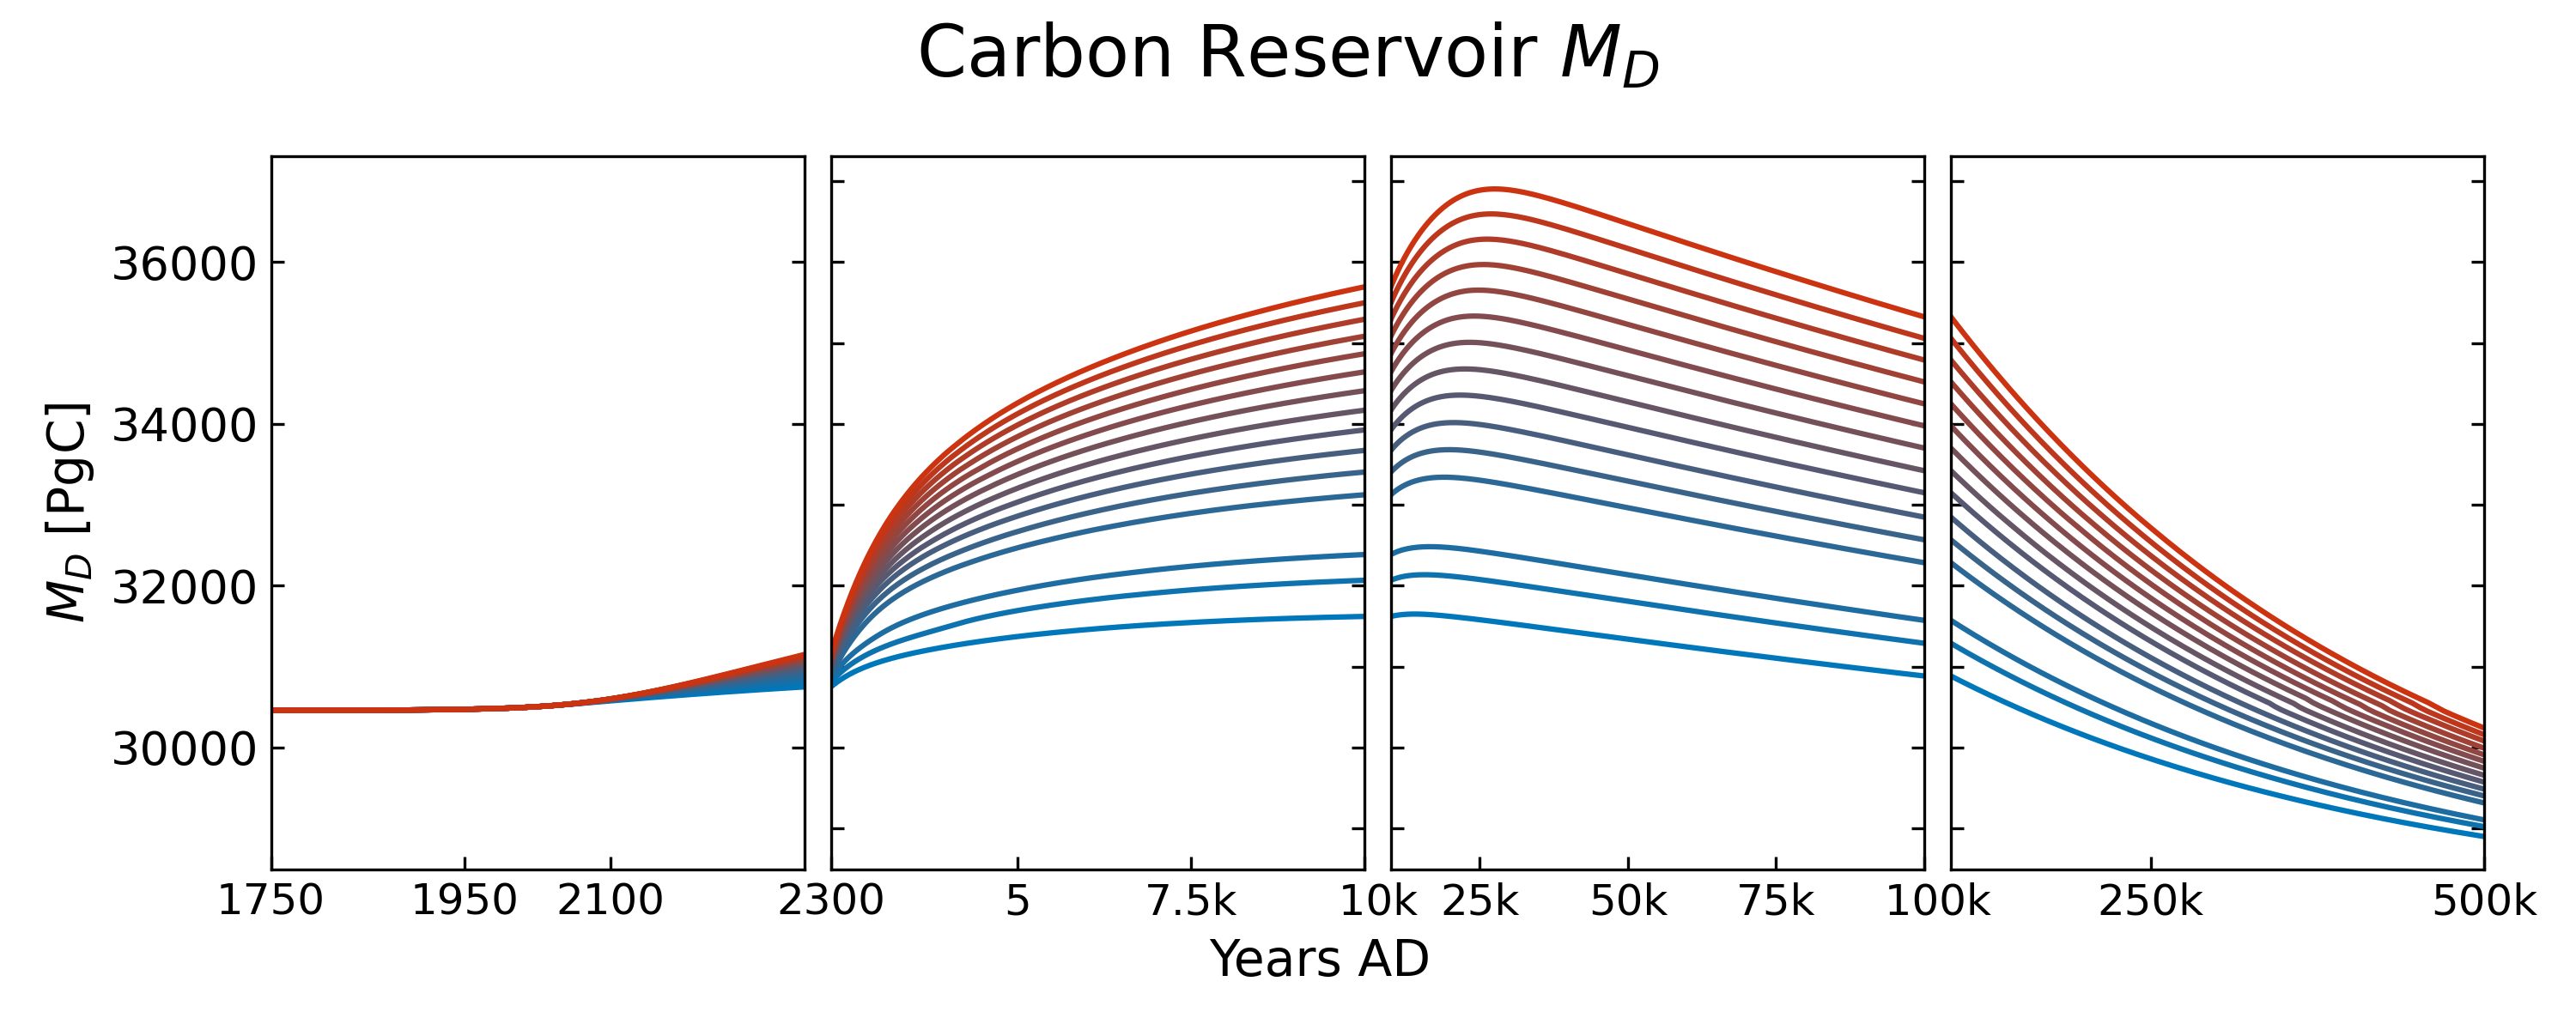 Carbon Reservoir M_D
M_D [PgC]
36000
34000
32000
30000
1750 1950 2100 2300 5 7.5k 10k 25k 50k 75k 100k 250k 500k
Years AD